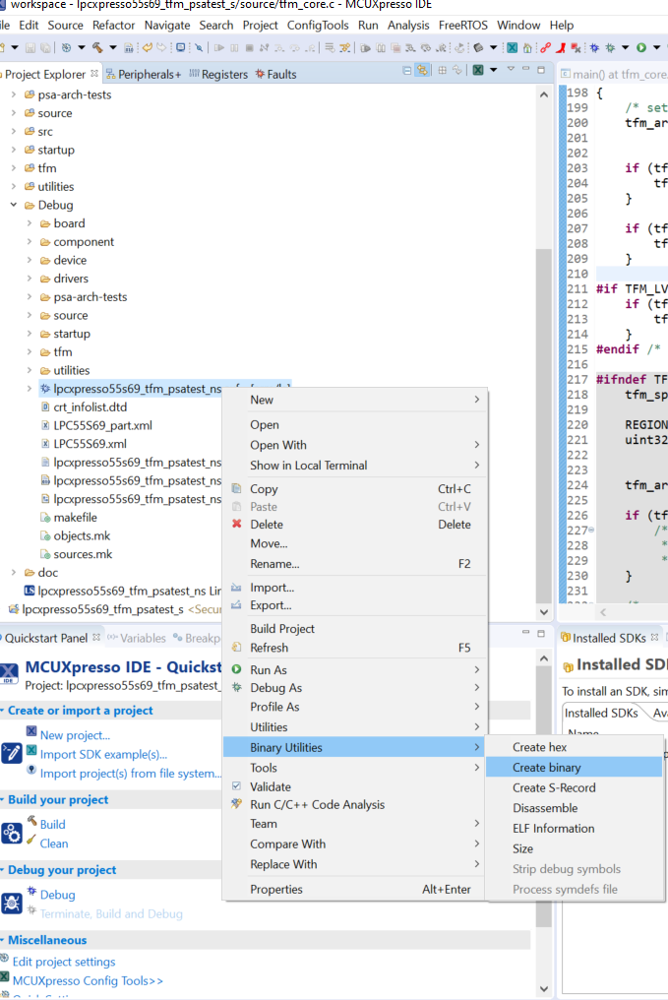 workspace - lpcxpresso55s69_tfm_psatest_s/source/tfm_core.c - MCUXpresso IDE
File Edit Source Refactor Navigate Search Project ConfigTools Run Analysis FreeRTOS Window Help
Project Explorer Peripherals+ Registers Faults
psa-arch-tests
source
src
startup
tfm
utilities
Debug
board
component
device
drivers
psa-arch-tests
source
startup
tfm
utilities
lpcxpresso55s69_tfm_psatest_ns
crt_infolist.dtd
LPC55S69_part.xml
LPC55S69.xml
lpcxpresso55s69_tfm_psatest_ns
lpcxpresso55s69_tfm_psatest_ns
lpcxpresso55s69_tfm_psatest_ns
makefile
objects.mk
sources.mk
doc
lpcxpresso55s69_tfm_psatest_ns Lin
lpcxpresso55s69_tfm_psatest_s <Secu
New
Open
Open With
Show in Local Terminal
Copy Ctrl+C
Paste Ctrl+V
Delete Delete
Move...
Rename... F2
Import...
Export...
Build Project
Refresh F5
Run As
Debug As
Profile As
Utilities
Binary Utilities
Tools
Validate
Run C/C++ Code Analysis
Team
Compare With
Replace With
Properties Alt+Enter
Create hex
Create binary
Create S-Record
Disassemble
ELF Information
Size
Strip debug symbols
Process symdefs file
main() at tfm_core.
198 {
199 /* set
200 tfm_ar
201
202
203 if (tf
204 tf
205 }
206
207 if (tf
208 tf
209 }
210
211 #if TFM_LV
212 if (tf
213 tf
214 }
215 #endif /*
216
217 #ifndef TF
218 tfm_sp
219
220 REGION
221 uint32
222
223
224 tfm_ar
225
226 if (tf
227 /*
228 *
229 *
230 }
231
Quickstart Panel Variables Breakp
MCUXpresso IDE - Quickst
IDE
Project: lpcxpresso55s69_tfm_psatest_
Create or import a project
New project...
Import SDK example(s)...
Import project(s) from file system...
Build your project
Build
Clean
Debug your project
Debug
Terminate, Build and Debug
Miscellaneous
Edit project settings
MCUXpresso Config Tools>>
Installed SDKs
Installed SD
To install an SDK, sim
Installed SDKs Ava
Name